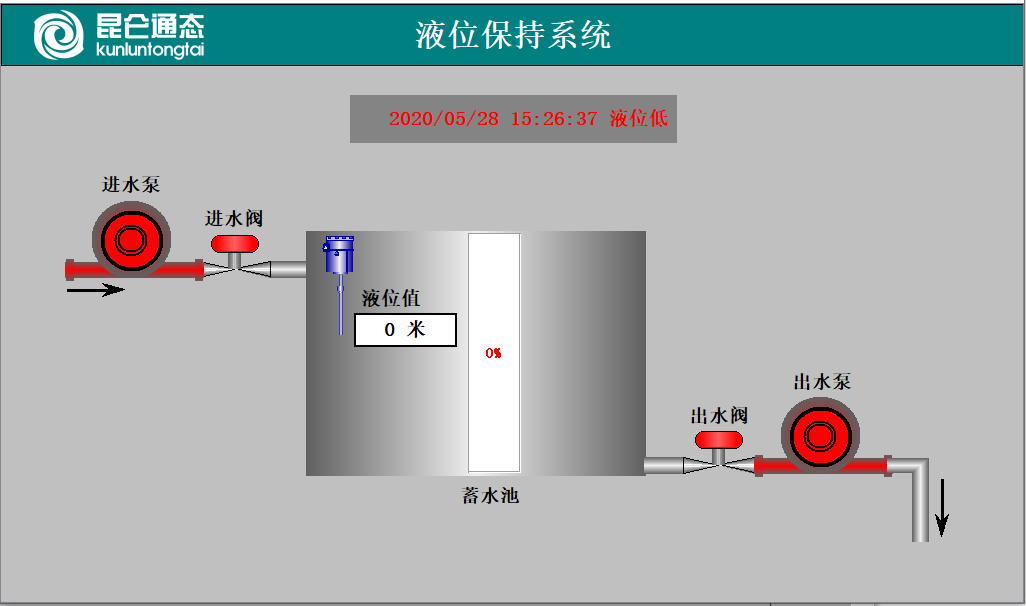 昆仑通态
kunluntongtai
液位保持系统
2020/05/28 15:26:37 液位低
进水泵
进水阀
液位值
0 米
0%
出水泵
出水阀
蓄水池